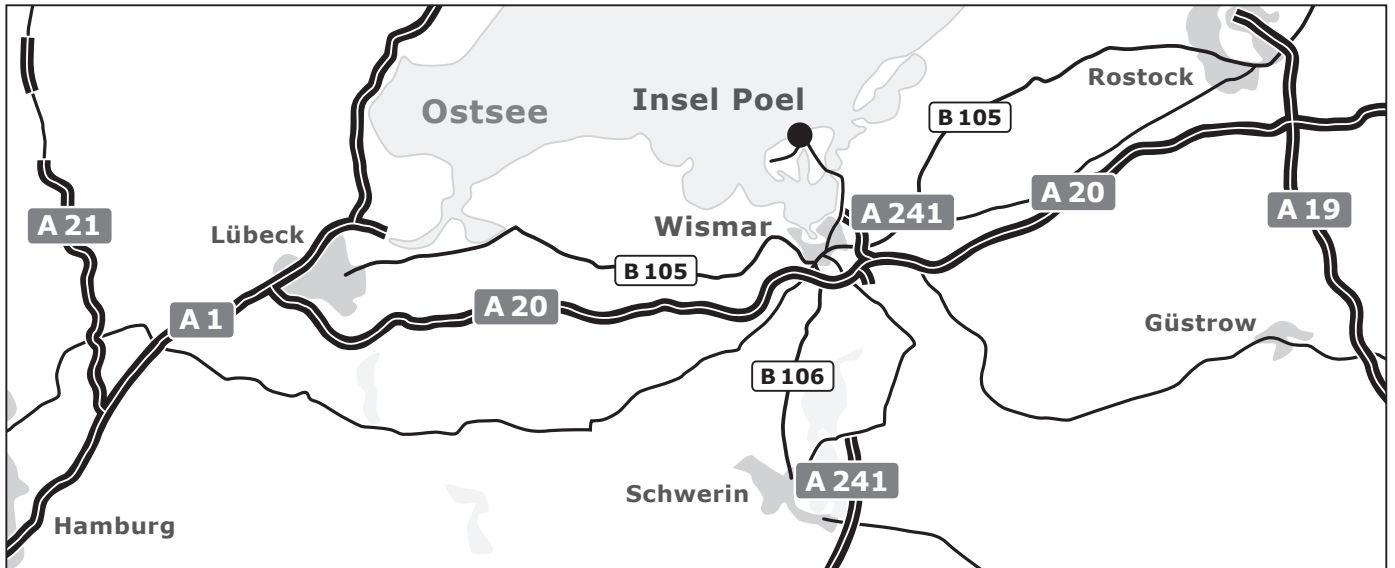 Rostock
Insel Poel
Ostsee
B 105
A 20
A 241
A 19
A 21
Wismar
Lübeck
B 105
A 20
A 1
Güstrow
B 106
A 241
Schwerin
Hamburg